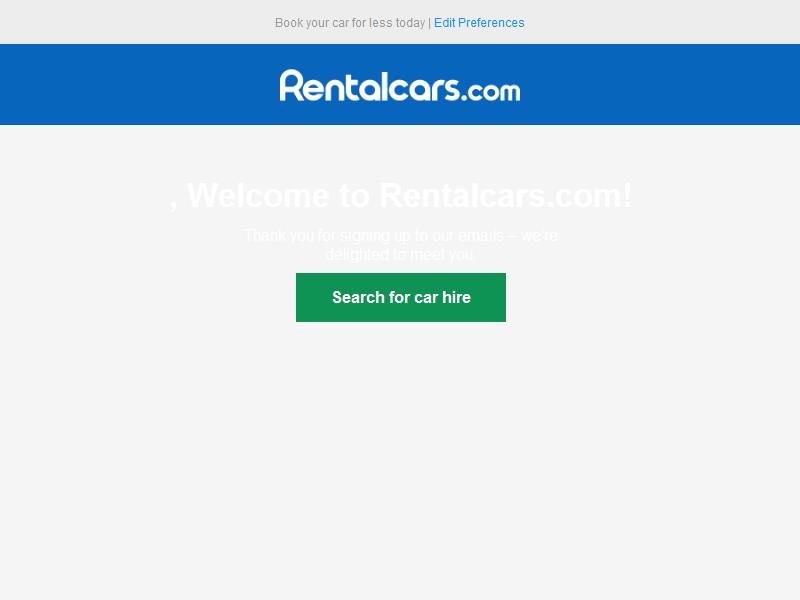 Book your car for less today | Edit Preferences
Rentalcars.com
, Welcome to Rentalcars.com!
Thank you for signing up to our emails – we're
delighted to meet you.
Search for car hire